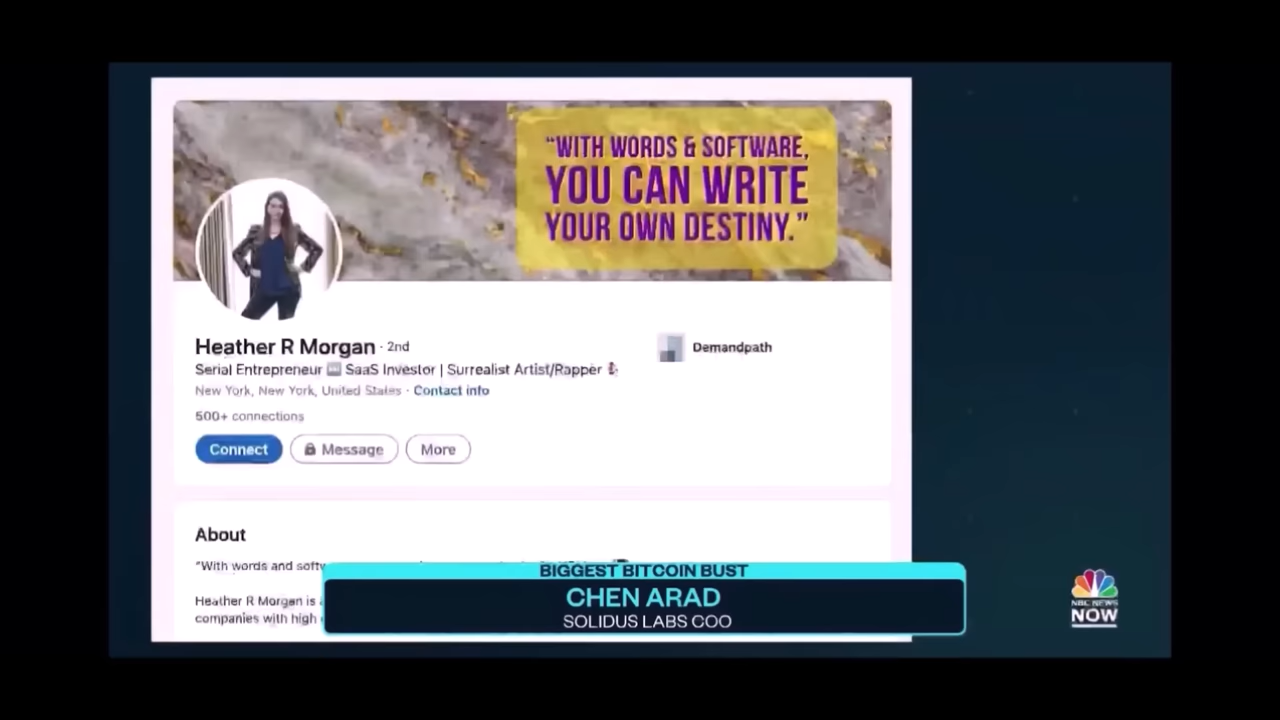 “WITH WORDS & SOFTWARE,
YOU CAN WRITE
YOUR OWN DESTINY.”
Heather R Morgan · 2nd
Serial Entrepreneur SaaS Investor | Surrealist Artist/Rapper
New York, New York, United States · Contact info
500+ connections
Demandpath
Connect
Message
More
About
“With words and softw
Heather R Morgan is
companies with high
BIGGEST BITCOIN BUST
CHEN ARAD
SOLIDUS LABS COO
NBC NEWS
NOW